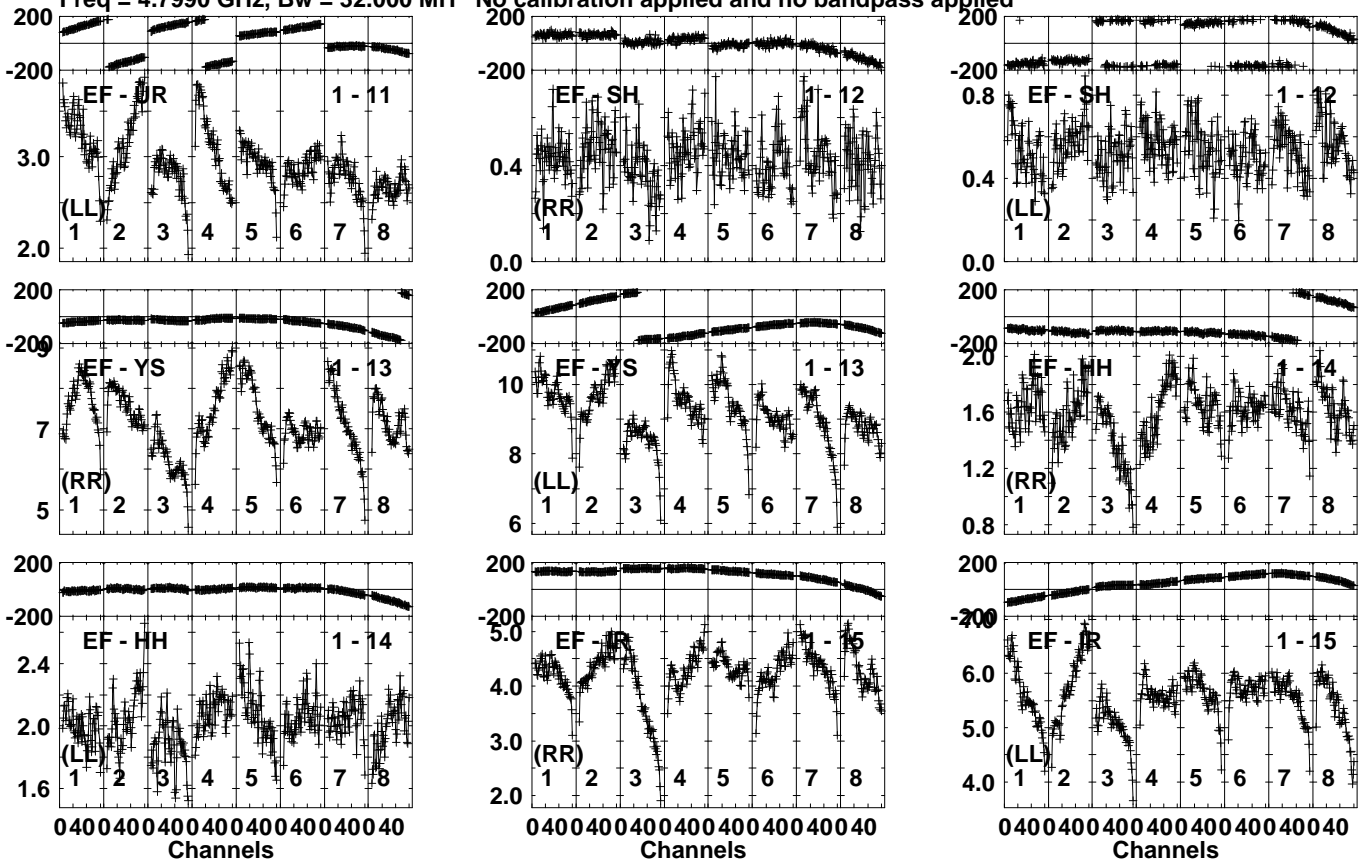 Freq = 4.7990 GHz, Bw = 32.000 MH No calibration applied and no bandpass applied
200 200 200
-200 -200 -200
EF - UR 1 - 11 EF - SH 1 - 12 EF - SH 1 - 12
0.8
3.0 0.4 0.4
(LL) (RR) (LL)
1 2 3 4 5 6 7 8 1 2 3 4 5 6 7 8 1 2 3 4 5 6 7 8
2.0 0.0 0.0
200 200 200
-200 -200 -200
9 2.0
EF - YS 1 - 13 EF - YS 1 - 13 EF - HH 1 - 14
10
7 8 1.6
1.2
(RR) (LL) (RR)
1 2 3 4 5 6 7 8 1 2 3 4 5 6 7 8 1 2 3 4 5 6 7 8
5 6 0.8
200 200 200
-200 -200 -200
5.0 7.0
EF - HH 1 - 14 EF - IR 1 - 15 EF - IR 1 - 15
2.4 4.0 6.0
2.0 3.0 5.0
(LL) (RR) (LL)
1 2 3 4 5 6 7 8 1 2 3 4 5 6 7 8 1 2 3 4 5 6 7 8
1.6 2.0 4.0
0 40 0 40 0 40 0 40 0 40 0 40 0 40 0 40 0 40 0 40 0 40 0 40 0 40 0 40 0 40 0 40 0 40 0 40 0 40 0 40 0 40 0 40 0 40 0 40
Channels Channels Channels